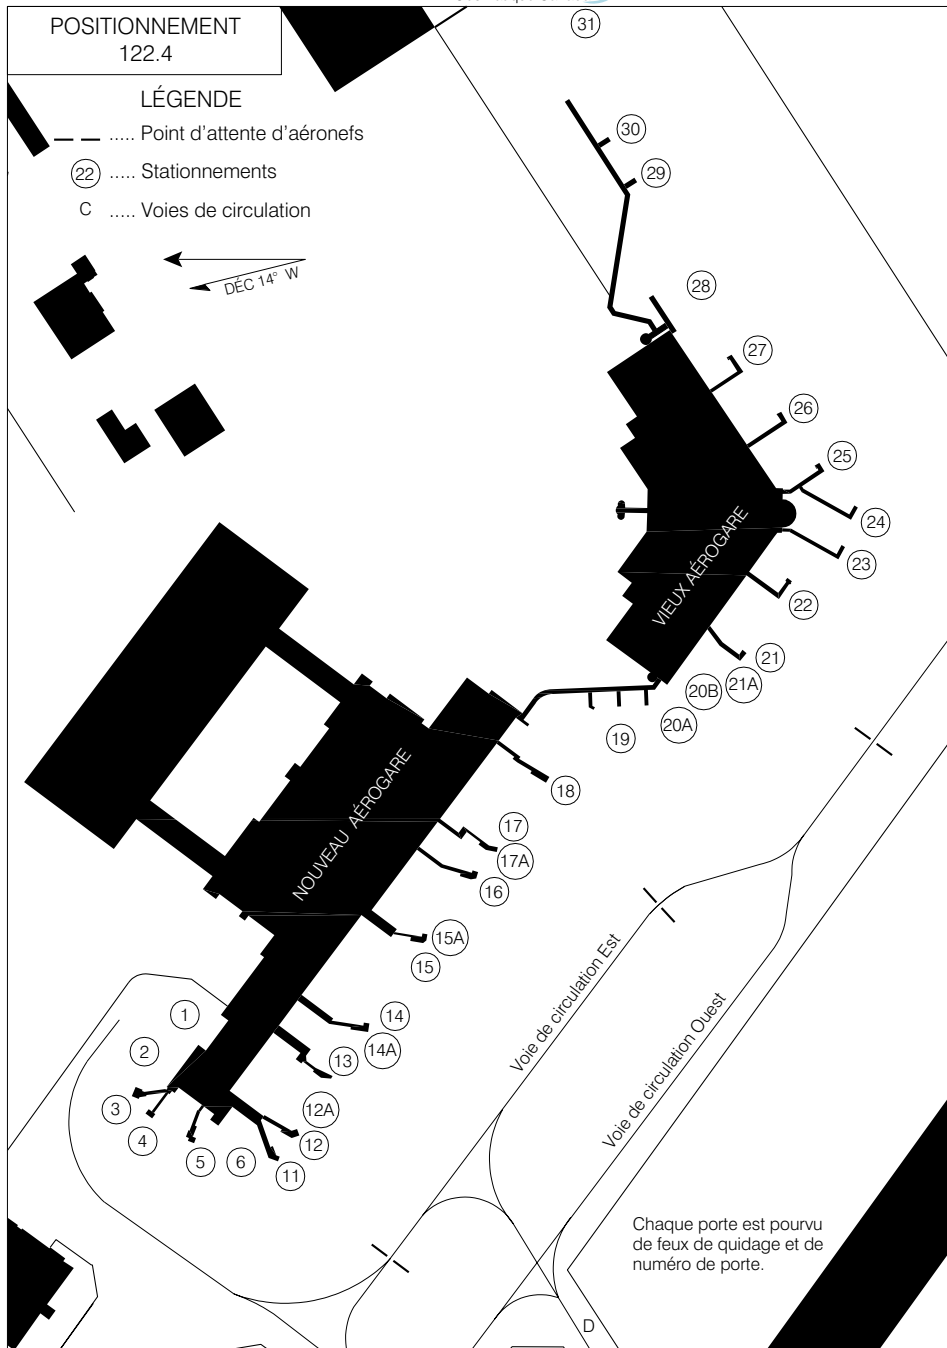 POSITIONNEMENT
122.4
LÉGENDE
..... Point d'attente d'aéronefs
22 ..... Stationnements
C ..... Voies de circulation
DÉC 14° W
31
30
29
28
27
26
25
24
23
22
21
21A
20B
20A
19
18
17
17A
16
15A
15
14
14A
13
12A
12
11
6
5
4
3
2
1
VIEUX AÉROGARE
NOUVEAU AÉROGARE
Voie de circulation Est
Voie de circulation Ouest
Chaque porte est pourvu
de feux de quidage et de
numéro de porte.
D